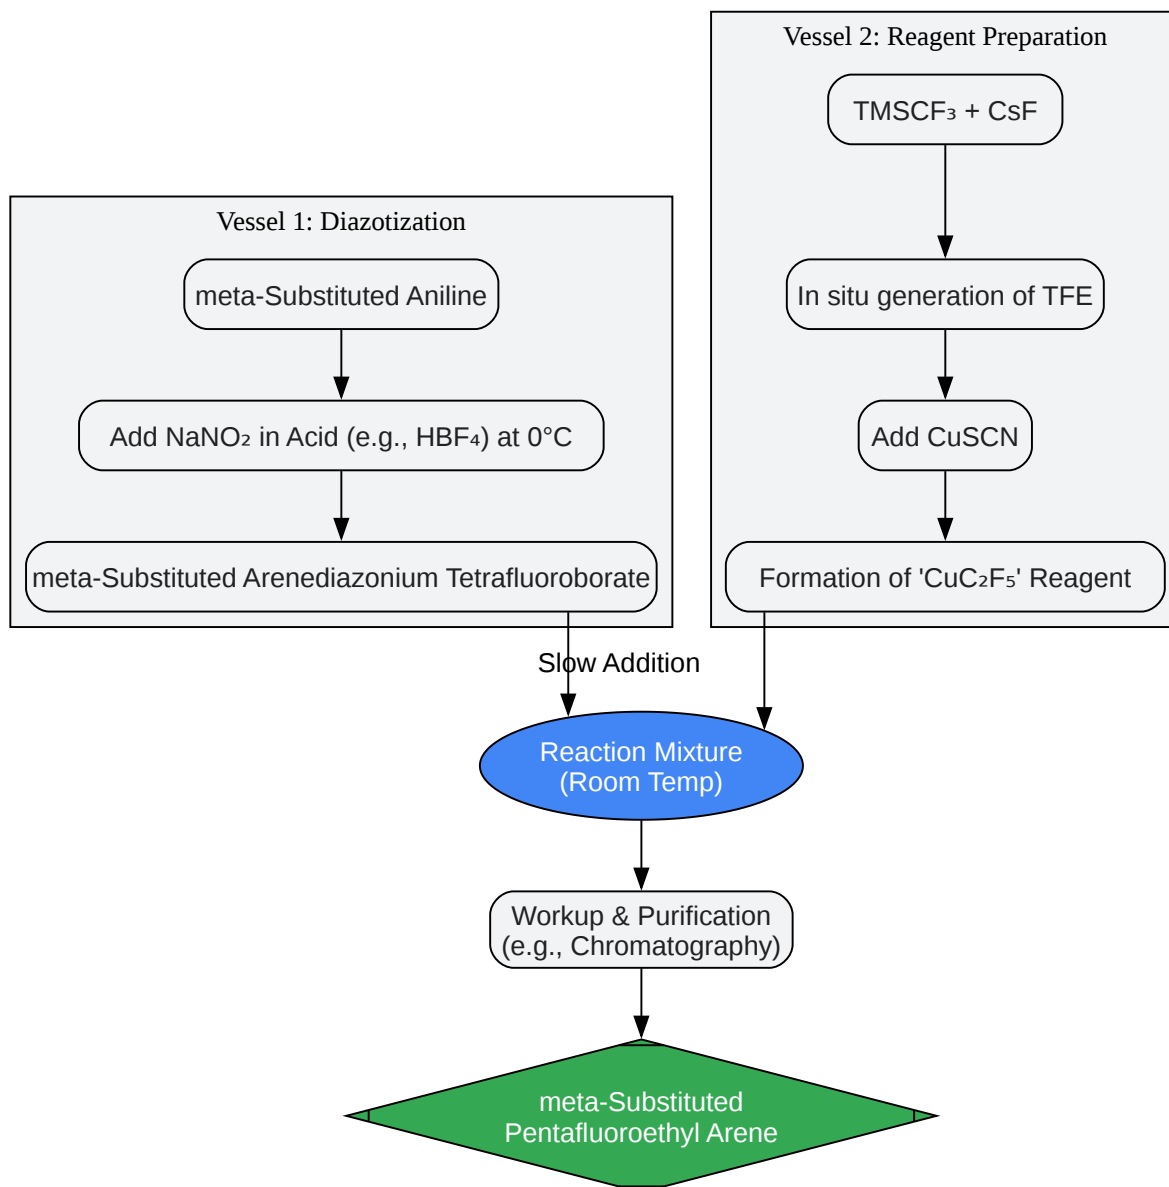 Vessel 2: Reagent Preparation
TMSCF₃ + CsF
Vessel 1: Diazotization
meta-Substituted Aniline
In situ generation of TFE
Add NaNO₂ in Acid (e.g., HBF₄) at 0°C
Add CuSCN
meta-Substituted Arenediazonium Tetrafluoroborate
Formation of 'CuC₂F₅' Reagent
Slow Addition
Reaction Mixture
(Room Temp)
Workup & Purification
(e.g., Chromatography)
meta-Substituted
Pentafluoroethyl Arene